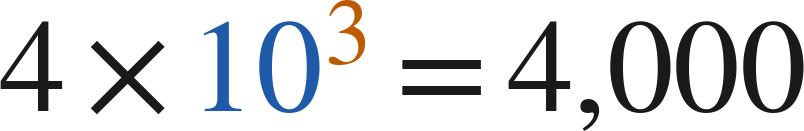 4 × 10³ = 4,000